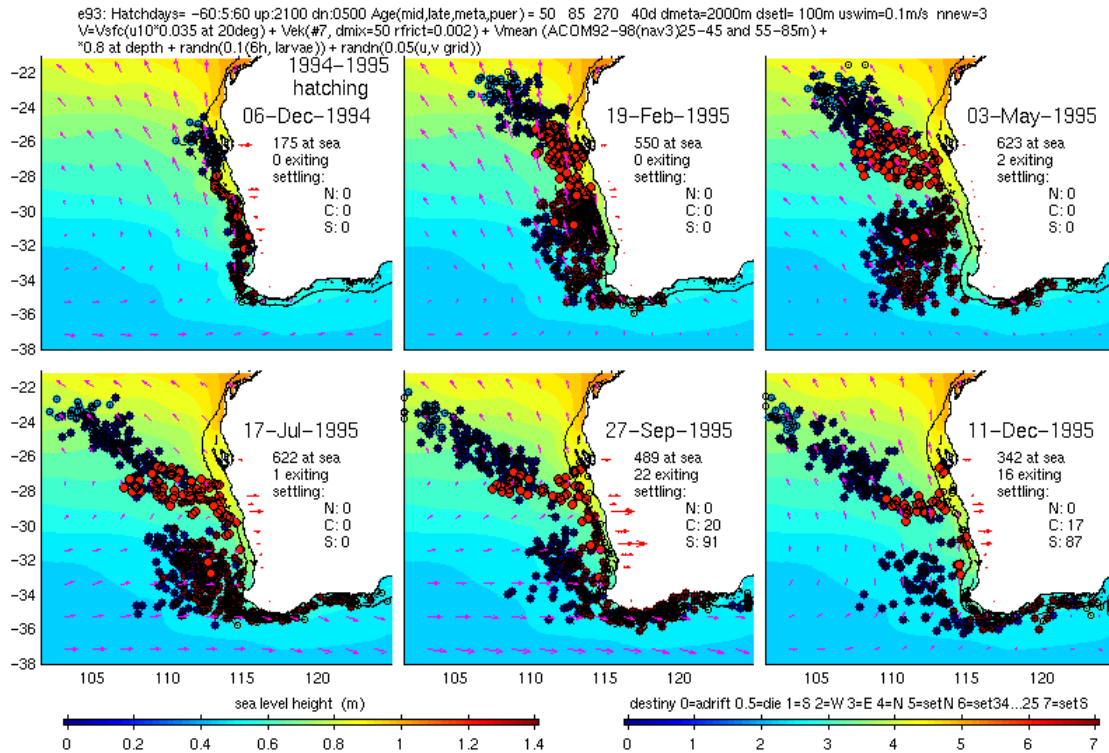 e93: Hatchdays= -60:5:60 up:2100 dn:0500 Age(mid,late,meta,puer) = 50 85 270 40d dmeta=2000m dsetl= 100m uswim=0.1m/s nnew=3
V=Vsfc(u10*0.035 at 20deg) + Vek(#7, dmix=50 rfrict=0.002) + Vmean (ACOM92-98(nav3)25-45 and 55-85m) +
*0.8 at depth + randn(0.1(6h, larvae)) + randn(0.05(u,v grid))
1994-1995
hatching
06-Dec-1994
175 at sea
0 exiting
settling:
N: 0
C: 0
S: 0
19-Feb-1995
550 at sea
0 exiting
settling:
N: 0
C: 0
S: 0
03-May-1995
623 at sea
2 exiting
settling:
N: 0
C: 0
S: 0
-22
-24
-26
-28
-30
-32
-34
-36
-38
17-Jul-1995
622 at sea
1 exiting
settling:
N: 0
C: 0
S: 0
27-Sep-1995
489 at sea
22 exiting
settling:
N: 0
C: 20
S: 91
11-Dec-1995
342 at sea
16 exiting
settling:
N: 0
C: 17
S: 87
-22
-24
-26
-28
-30
-32
-34
-36
-38
105 110 115 120
105 110 115 120
105 110 115 120
sea level height (m)
0 0.2 0.4 0.6 0.8 1 1.2 1.4
destiny 0=adrift 0.5=die 1=S 2=W 3=E 4=N 5=setN 6=set34...25 7=setS
0 1 2 3 4 5 6 7